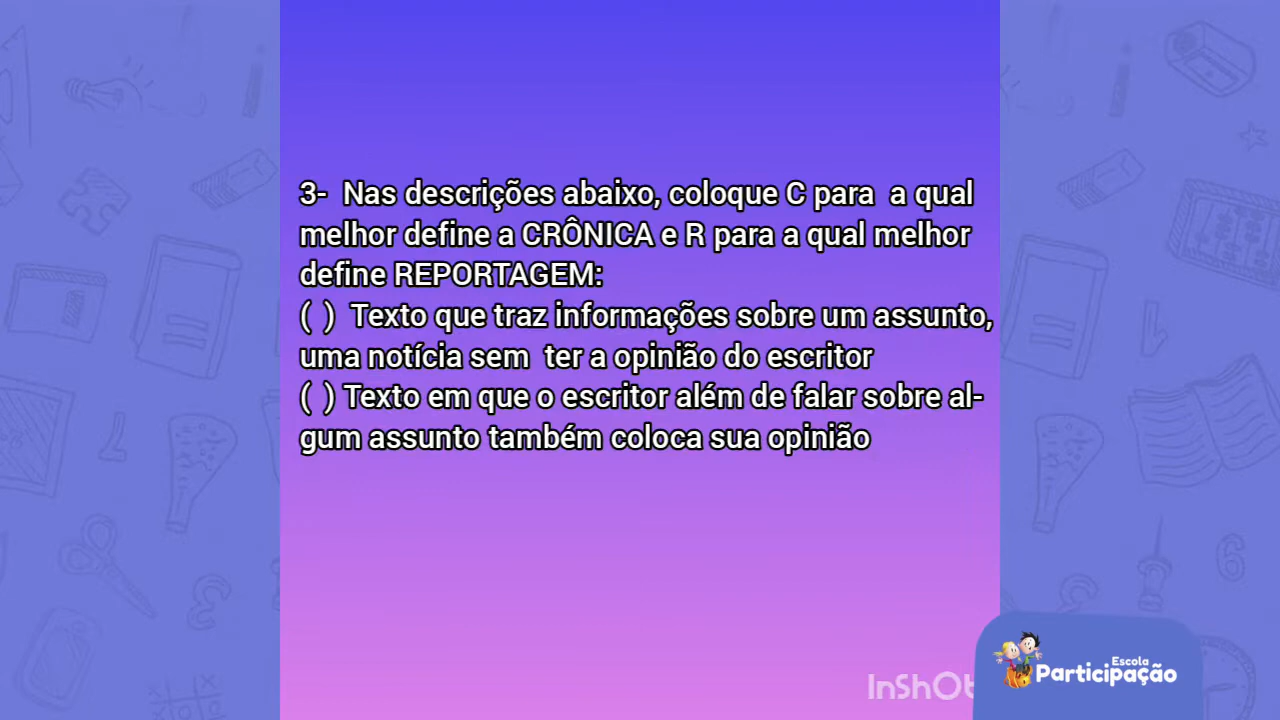 3- Nas descrições abaixo, coloque C para a qual
melhor define a CRÔNICA e R para a qual melhor
define REPORTAGEM:
( ) Texto que traz informações sobre um assunto,
uma notícia sem ter a opinião do escritor
( ) Texto em que o escritor além de falar sobre al-
gum assunto também coloca sua opinião
InShOt
Escola
Participação